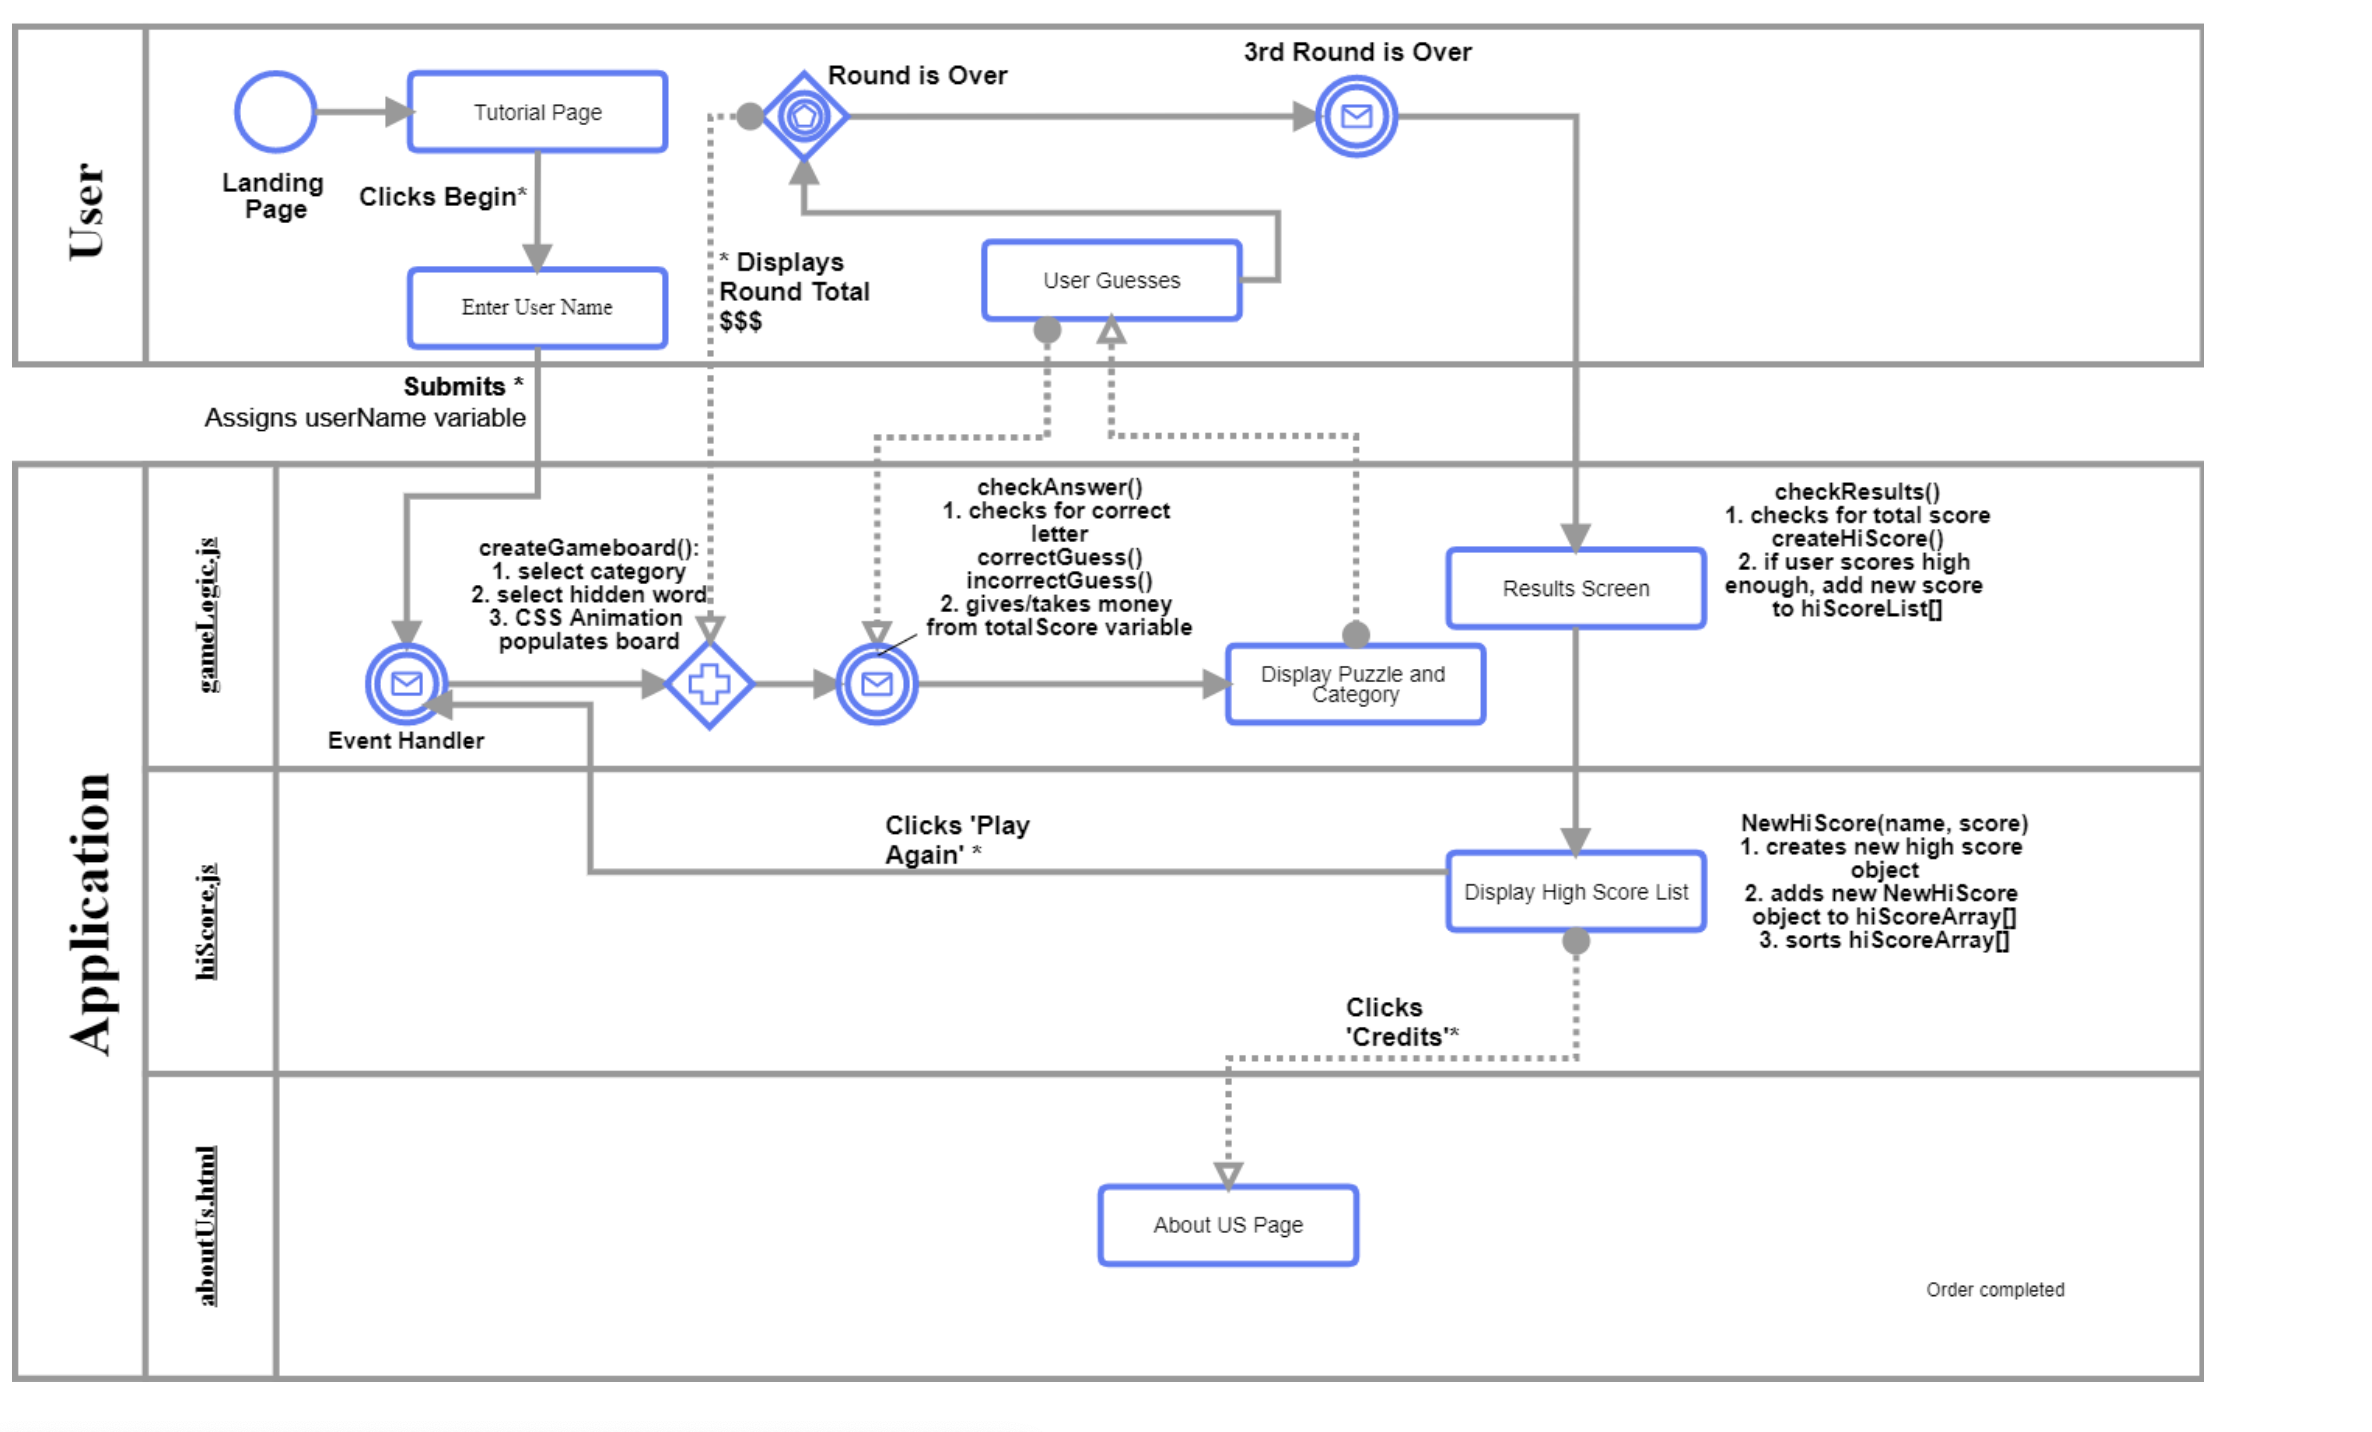 User
Landing
Page
Tutorial Page
Clicks Begin*
Enter User Name
Round is Over
3rd Round is Over
* Displays
Round Total
$$$
User Guesses
Submits *
Assigns userName variable
Application
gameLogic.js
createGameboard():
1. select category
2. select hidden word
3. CSS Animation
populates board
checkAnswer()
1. checks for correct
letter
correctGuess()
incorrectGuess()
2. gives/takes money
from totalScore variable
Event Handler
Display Puzzle and
Category
Results Screen
checkResults()
1. checks for total score
createHiScore()
2. if user scores high
enough, add new score
to hiScoreList[]
hiScore.js
Clicks 'Play
Again' *
Display High Score List
NewHiScore(name, score)
1. creates new high score
object
2. adds new NewHiScore
object to hiScoreArray[]
3. sorts hiScoreArray[]
Clicks
'Credits'*
aboutUs.html
About US Page
Order completed